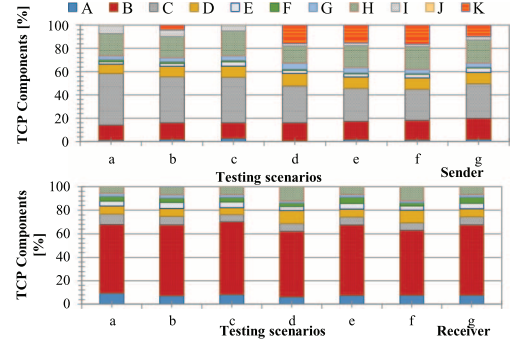 A B C D E F G H I J K
TCP Components [%]
100
80
60
40
20
0
a b c d e f g
Testing scenarios Sender
TCP Components
[%]
100
80
60
40
20
0
a b c d e f g
Testing scenarios Receiver